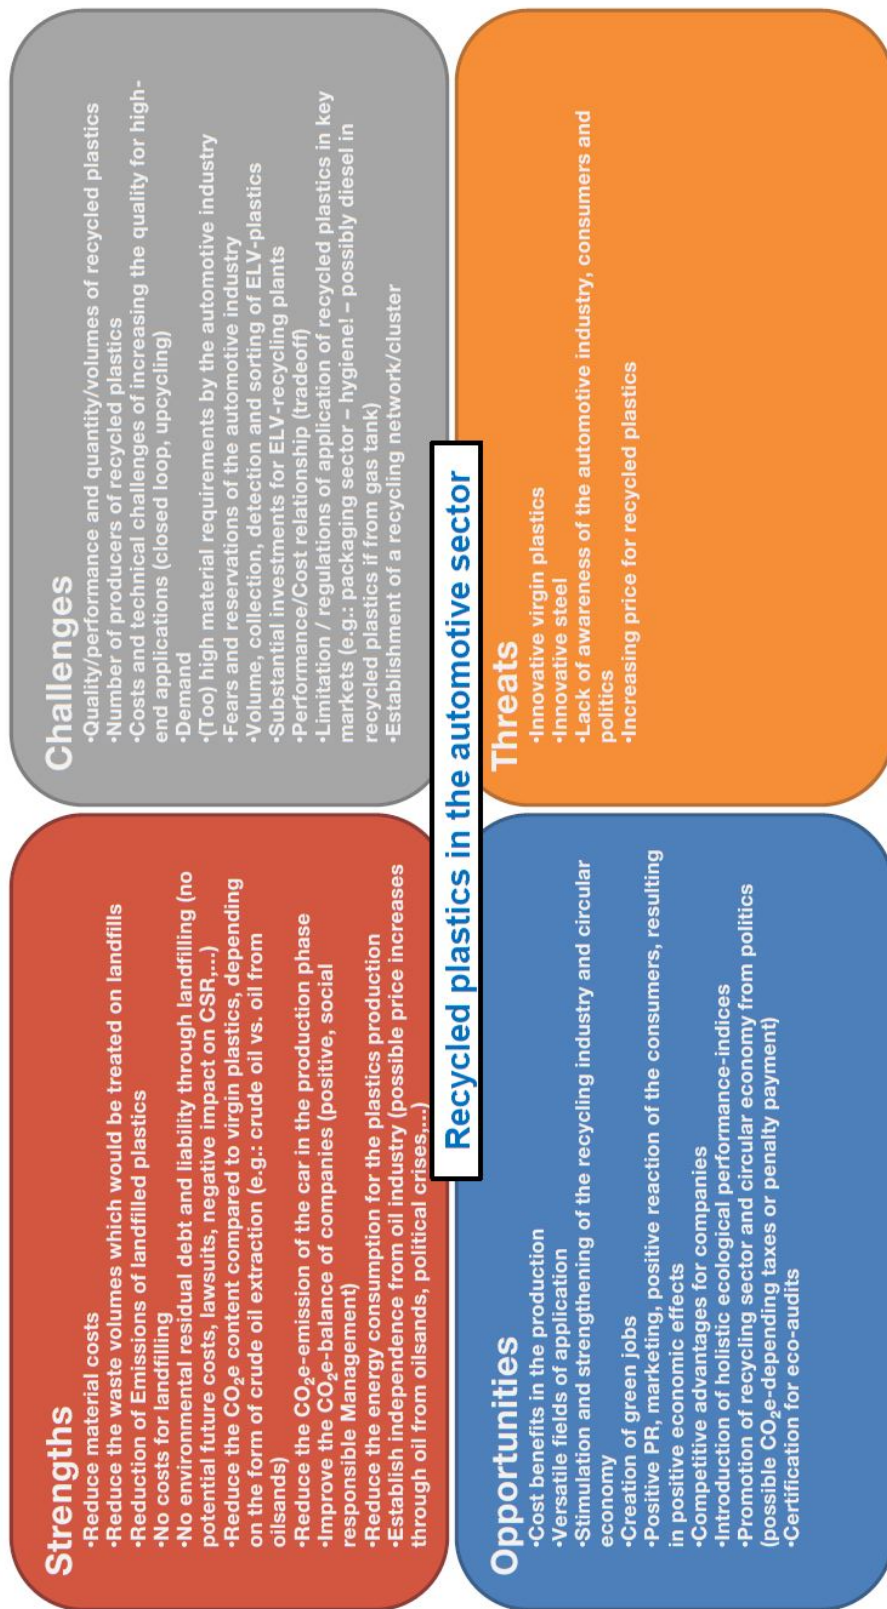 Strengths
•Reduce material costs
•Reduce the waste volumes which would be treated on landfills
•Reduction of Emissions of landfilled plastics
•No costs for landfilling
•No environmental residual debt and liability through landfilling (no
potential future costs, lawsuits, negative impact on CSR,...)
•Reduce the CO₂e content compared to virgin plastics, depending
on the form of crude oil extraction (e.g.: crude oil vs. oil from
oilsands)
•Reduce the CO₂e-emission of the car in the production phase
•Improve the CO₂e-balance of companies (positive, social
responsible Management)
•Reduce the energy consumption for the plastics production
•Establish independence from oil industry (possible price increases
through oil from oilsands, political crises,...)
Challenges
•Quality/performance and quantity/volumes of recycled plastics
•Number of producers of recycled plastics
•Costs and technical challenges of increasing the quality for high-
end applications (closed loop, upcycling)
•Demand
•(Too) high material requirements by the automotive industry
•Fears and reservations of the automotive industry
•Volume, collection, detection and sorting of ELV-plastics
•Substantial investments for ELV-recycling plants
•Performance/Cost relationship (tradeoff)
•Limitation / regulations of application of recycled plastics in key
markets (e.g.: packaging sector – hygiene! – possibly diesel in
recycled plastics if from gas tank)
•Establishment of a recycling network/cluster
Recycled plastics in the automotive sector
Opportunities
•Cost benefits in the production
•Versatile fields of application
•Stimulation and strengthening of the recycling industry and circular
economy
•Creation of green jobs
•Positive PR, marketing, positive reaction of the consumers, resulting
in positive economic effects
•Competitive advantages for companies
•Introduction of holistic ecological performance-indices
•Promotion of recycling sector and circular economy from politics
(possible CO₂e-depending taxes or penalty payment)
•Certification for eco-audits
Threats
•Innovative virgin plastics
•Innovative steel
•Lack of awareness of the automotive industry, consumers and
politics
•Increasing price for recycled plastics